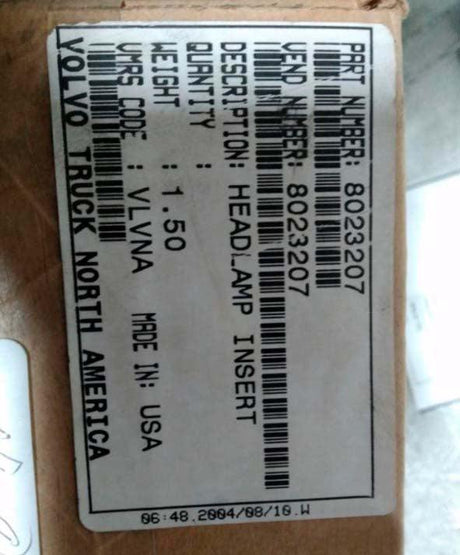 PART NUMBER: 8023207
VEND NUMBER: 8023207
DESCRIPTION: HEADLAMP INSERT
QUANTITY :
WEIGHT : 1.50
VMRS CODE : VLVNA MADE IN: USA
VOLVO TRUCK NORTH AMERICA
06:48.2004/08/10.W